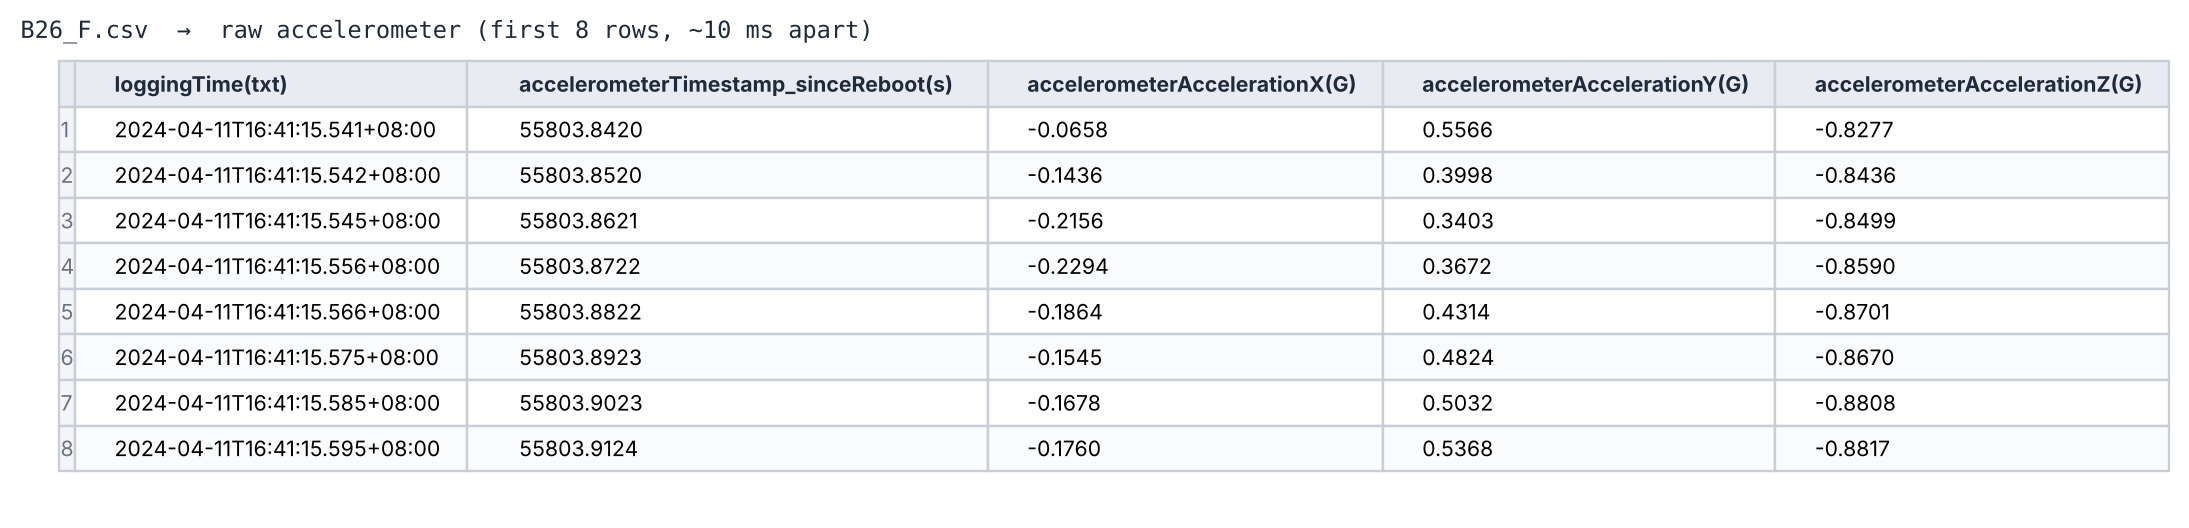 B26_F.csv → raw accelerometer (first 8 rows, ~10 ms apart)
loggingTime(txt) accelerometerTimestamp_sinceReboot(s) accelerometerAccelerationX(G) accelerometerAccelerationY(G) accelerometerAccelerationZ(G)
1 2024-04-11T16:41:15.541+08:00 55803.8420 -0.0658 0.5566 -0.8277
2 2024-04-11T16:41:15.542+08:00 55803.8520 -0.1436 0.3998 -0.8436
3 2024-04-11T16:41:15.545+08:00 55803.8621 -0.2156 0.3403 -0.8499
4 2024-04-11T16:41:15.556+08:00 55803.8722 -0.2294 0.3672 -0.8590
5 2024-04-11T16:41:15.566+08:00 55803.8822 -0.1864 0.4314 -0.8701
6 2024-04-11T16:41:15.575+08:00 55803.8923 -0.1545 0.4824 -0.8670
7 2024-04-11T16:41:15.585+08:00 55803.9023 -0.1678 0.5032 -0.8808
8 2024-04-11T16:41:15.595+08:00 55803.9124 -0.1760 0.5368 -0.8817